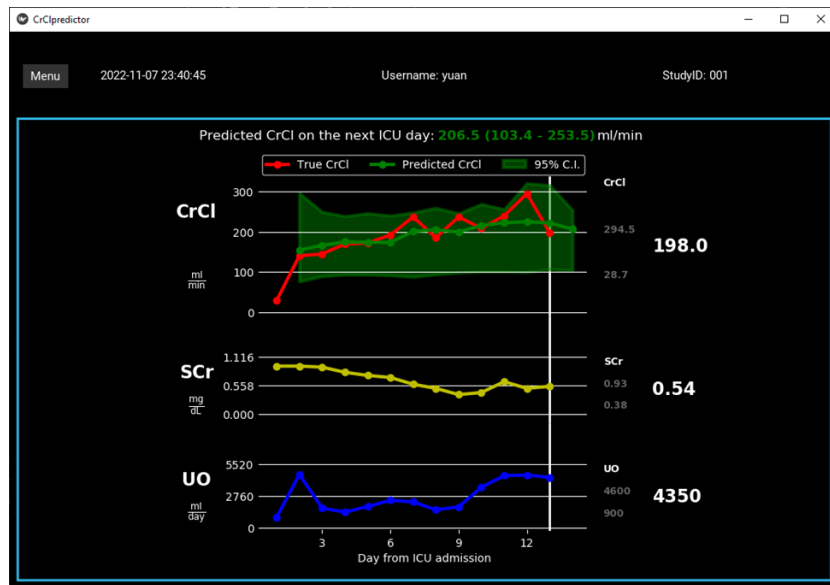 CrClpredictor
Menu 2022-11-07 23:40:45 Username: yuan StudyID: 001
Predicted CrCl on the next ICU day: 206.5 (103.4 - 253.5) ml/min
True CrCl Predicted CrCl 95% C.I.
CrCl
ml
min
300
200
100
0
CrCl
294.5
28.7
198.0
SCr
mg
dL
1.116
0.558
0.000
SCr
0.93
0.38
0.54
UO
ml
day
5520
2760
0
UO
4600
900
4350
3 6 9 12
Day from ICU admission